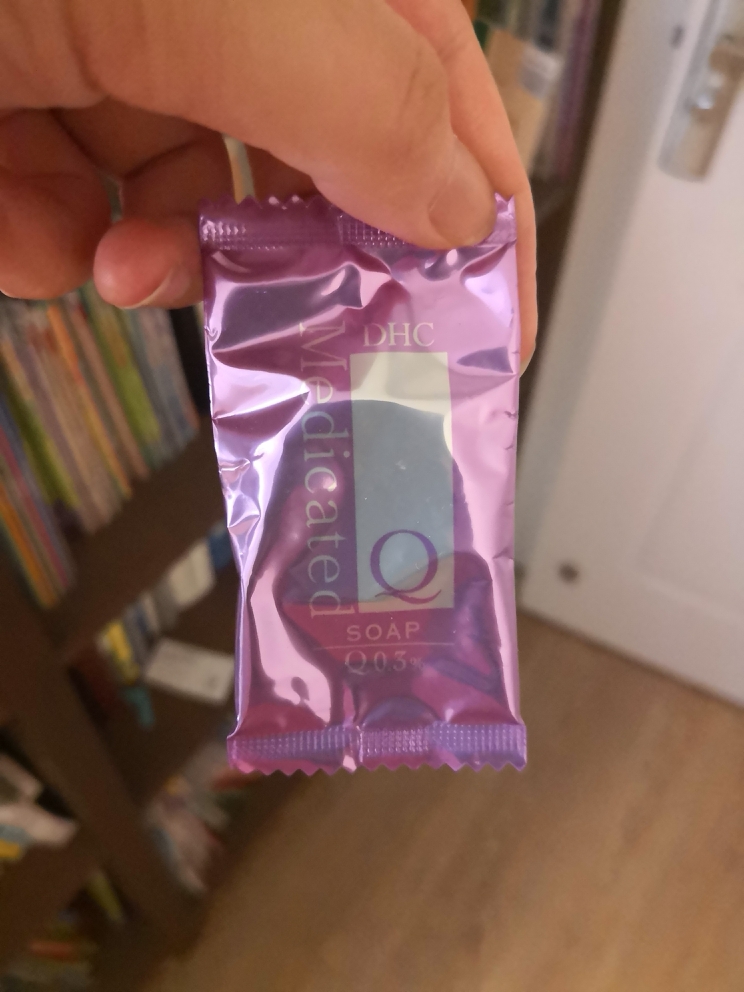 DHC
Medicated
Q
SOAP
Q03%